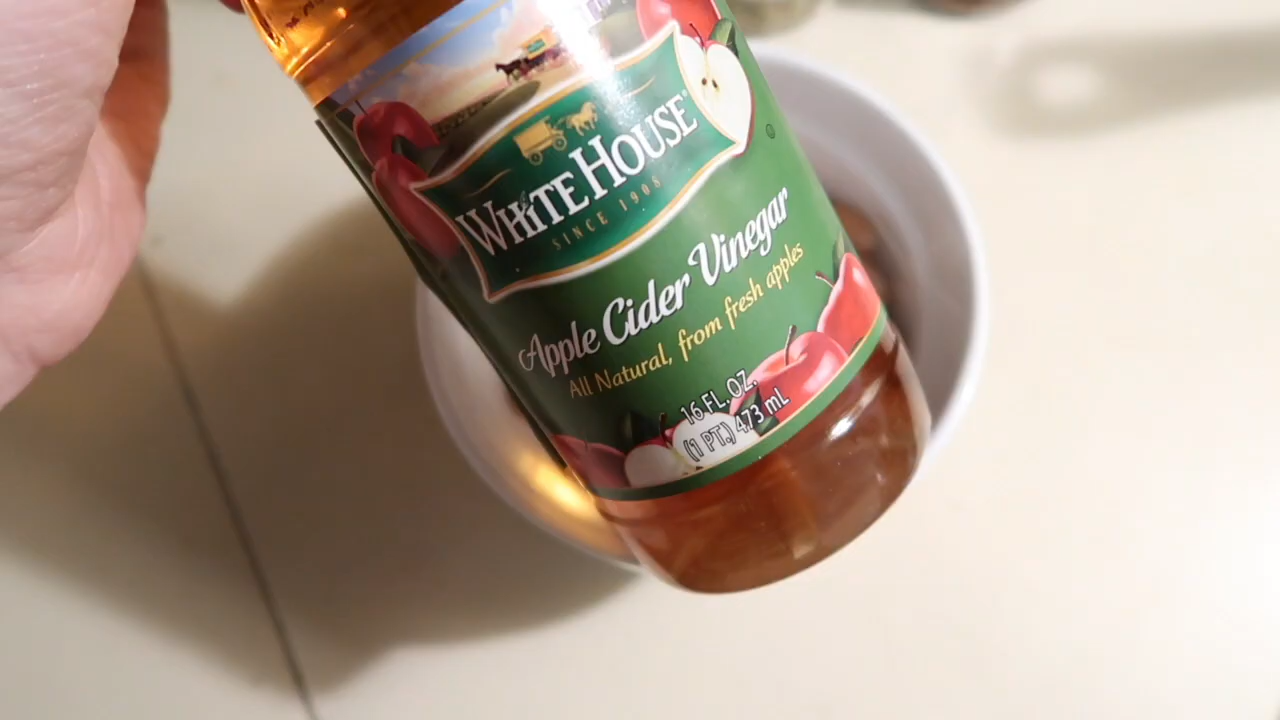 WHITE HOUSE®
SINCE 1908
Apple Cider Vinegar
All Natural, from fresh apples
16 FL. OZ.
(1 PT.) 473 mL